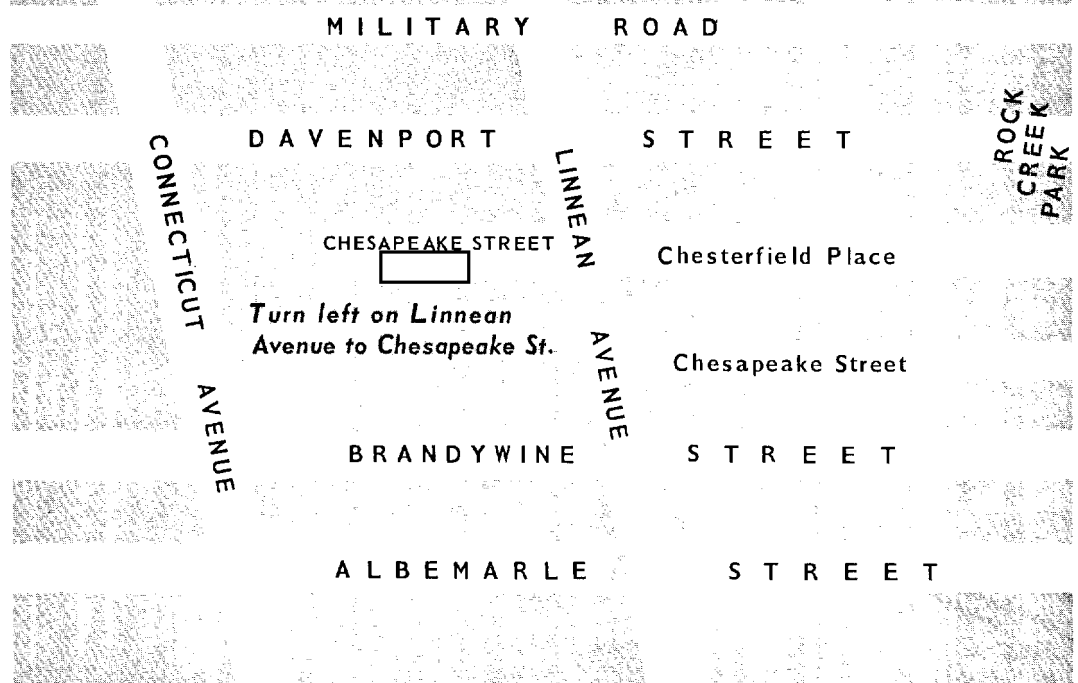 MILITARY ROAD
DAVENPORT STREET
ROCK
CREEK
PARK
CONNECTICUT AVENUE
LINNEAN AVENUE
CHESAPEAKE STREET
Chesterfield Place
Turn left on Linnean
Avenue to Chesapeake St.
Chesapeake Street
BRANDYWINE STREET
ALBEMARLE STREET